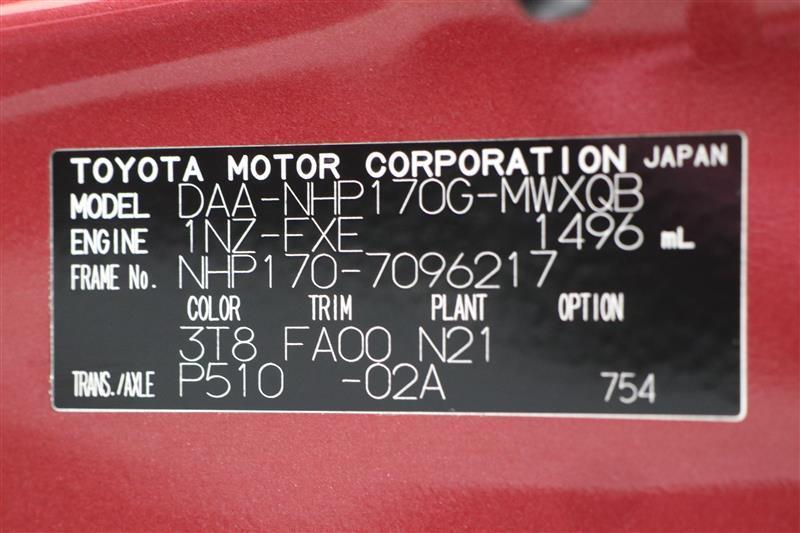 TOYOTA MOTOR CORPORATION JAPAN
MODEL DAA-NHP170G-MWXQB
ENGINE 1NZ-FXE 1496 mL
FRAME No. NHP170-7096217
COLOR TRIM PLANT OPTION
3T8 FA00 N21
TRANS./AXLE P510 -02A 754